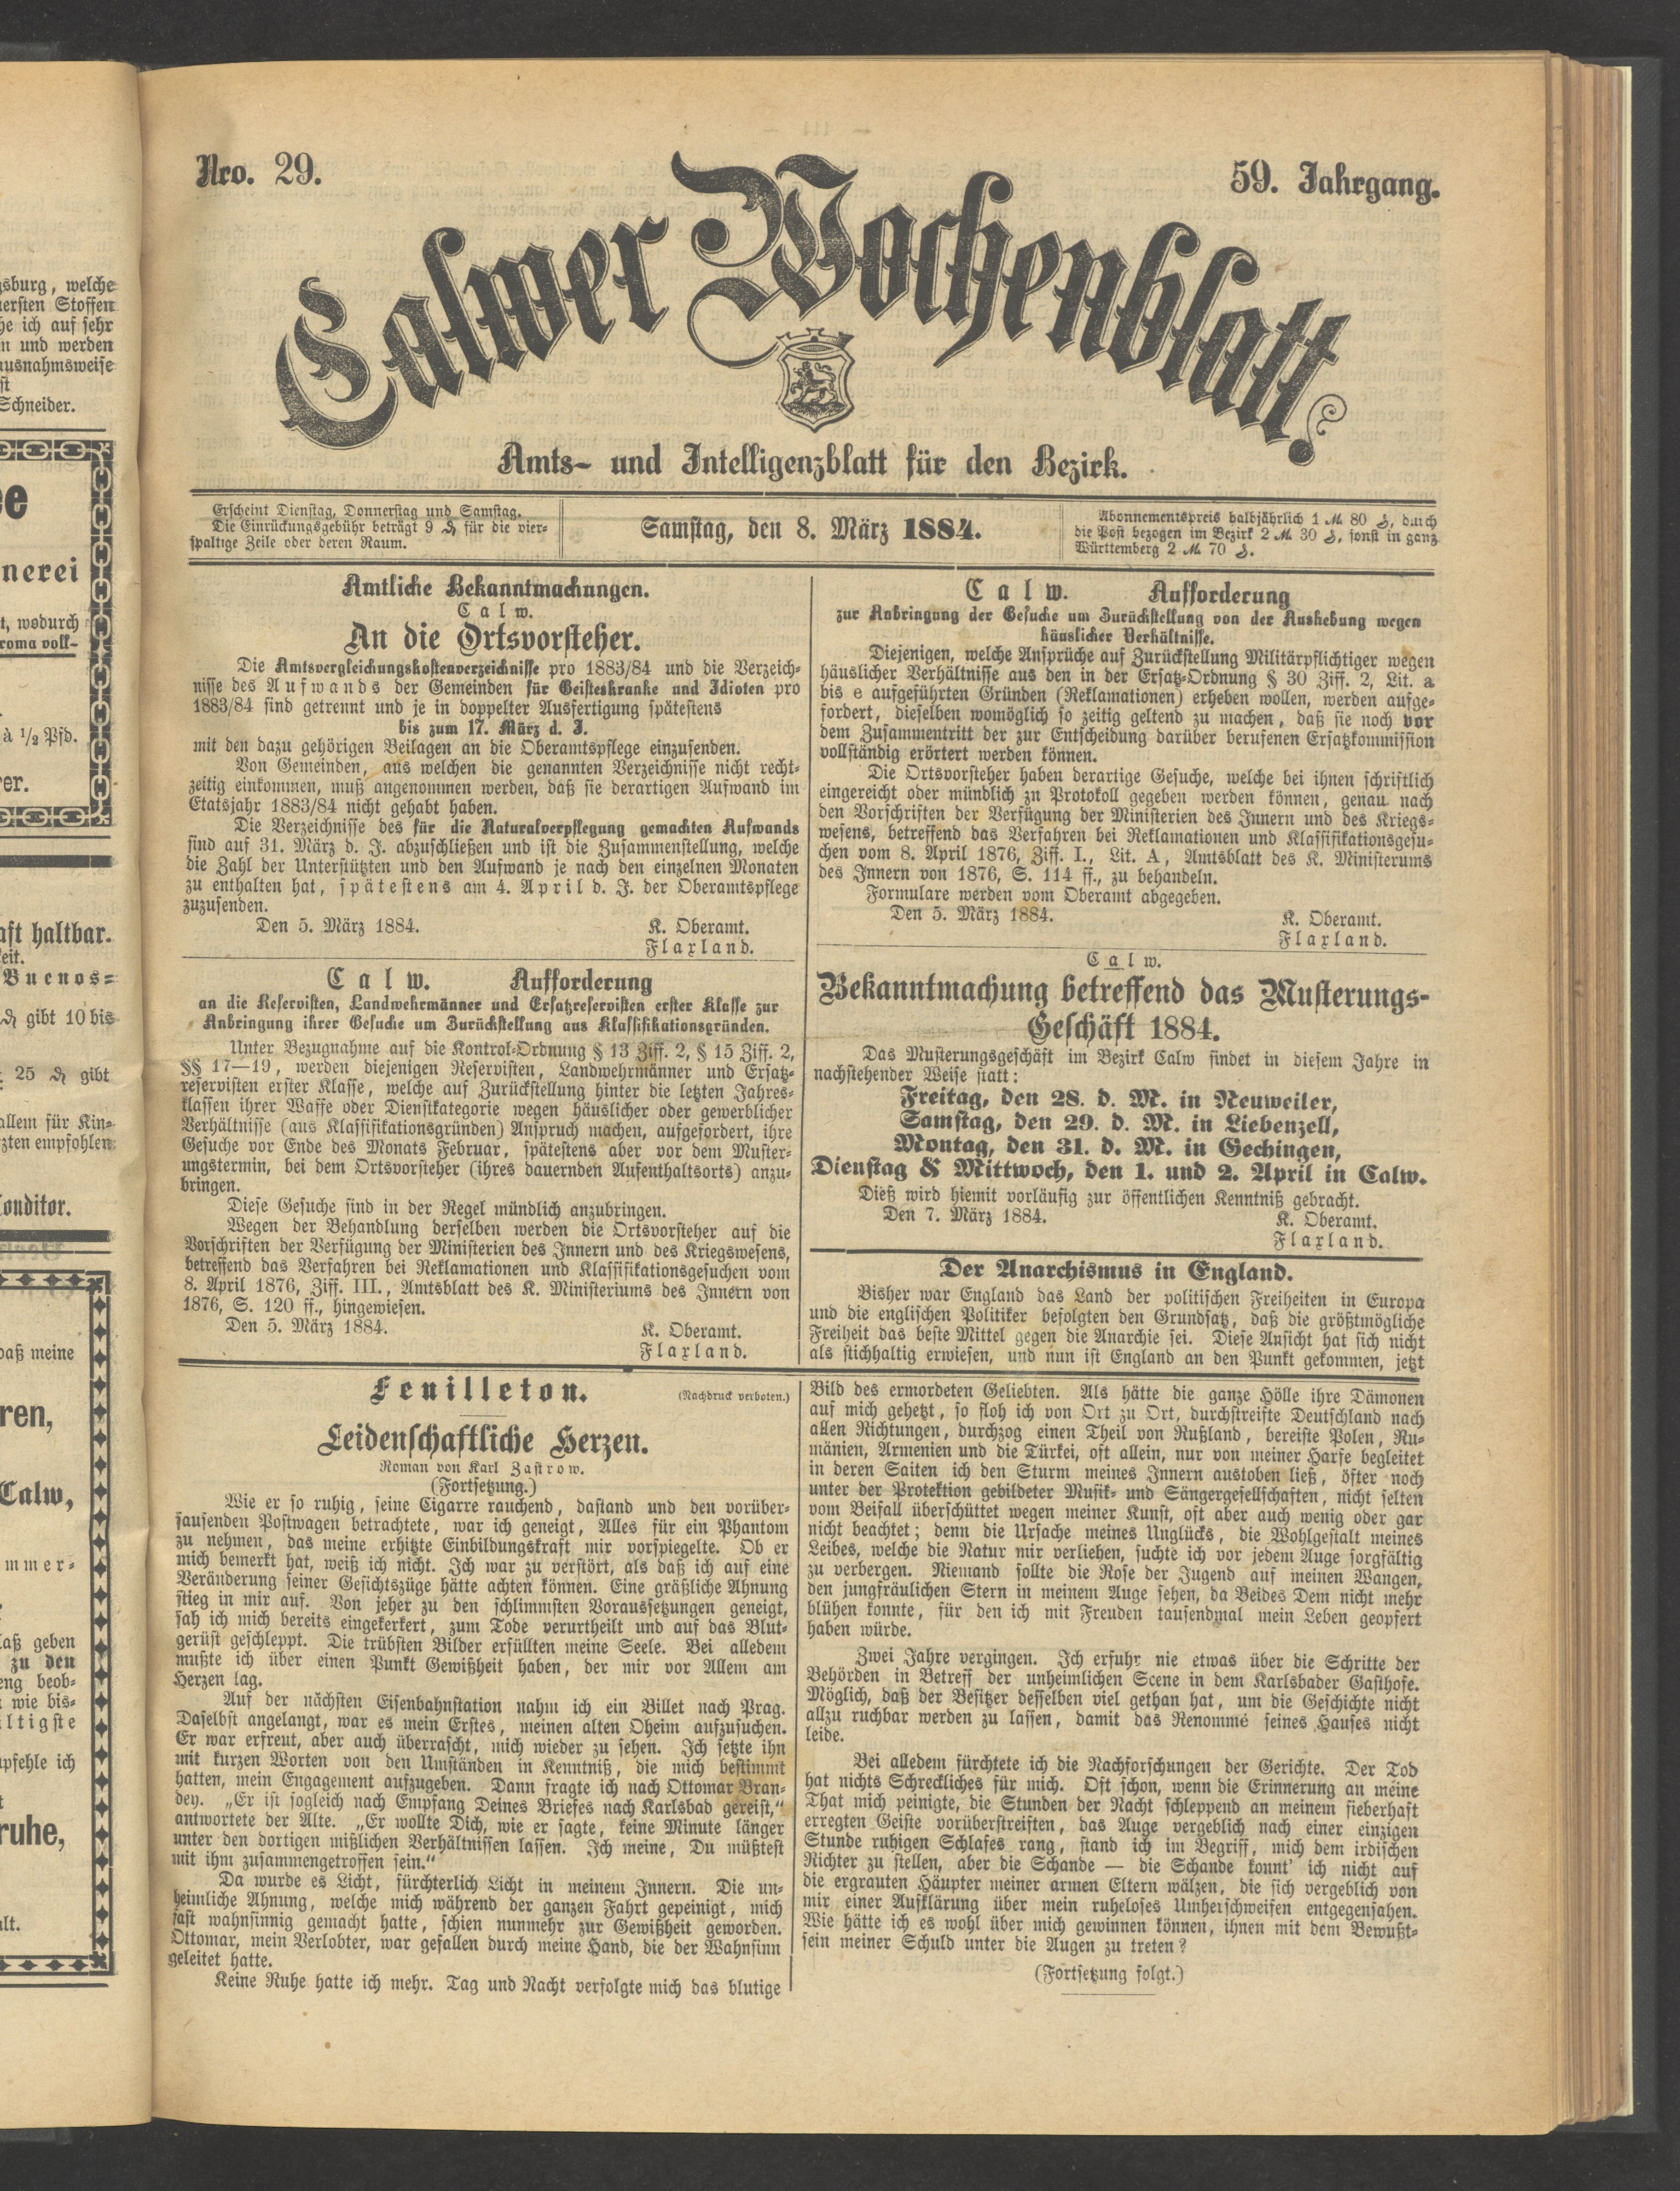 Nro. 29.
59. Jahrgang.
Calwer Wochenblatt.
Amts- und Intelligenzblatt für den Bezirk.
Erscheint Dienstag, Donnerstag und Samstag.
Die Einrückungsgebühr beträgt 9 ₰ für die vier-
spaltige Zeile oder deren Raum.
Samstag, den 8. März 1884.
Abonnementspreis halbjährlich 1 ℳ 80 ₰, durch
die Post bezogen im Bezirk 2 ℳ 30 ₰, sonst in ganz
Württemberg 2 ℳ 70 ₰.
Amtliche Bekanntmachungen.
Calw.
An die Ortsvorsteher.
Die Amtsvergleichungskostenverzeichnisse pro 1883/84 und die Verzeich-
nisse des Aufwands der Gemeinden für Geisteskranke und Idioten pro
1883/84 sind getrennt und je in doppelter Ausfertigung spätestens
bis zum 17. März d. J.
mit den dazu gehörigen Beilagen an die Oberamtspflege einzusenden.
Von Gemeinden, aus welchen die genannten Verzeichnisse nicht recht-
zeitig einkommen, muß angenommen werden, daß sie derartigen Aufwand im
Etatsjahr 1883/84 nicht gehabt haben.
Die Verzeichnisse des für die Naturalverpflegung gemachten Aufwands
sind auf 31. März d. J. abzuschließen und ist die Zusammenstellung, welche
die Zahl der Unterstützten und den Aufwand je nach den einzelnen Monaten
zu enthalten hat, spätestens am 4. April d. J. der Oberamtspflege
zuzusenden.
Den 5. März 1884. K. Oberamt.
Flaxland.
Calw. Aufforderung
an die Reservisten, Landwehrmänner und Ersatzreservisten erster Klasse zur
Anbringung ihrer Gesuche um Zurückstellung aus Klassifikationsgründen.
Unter Bezugnahme auf die Kontrol-Ordnung § 13 Ziff. 2, § 15 Ziff. 2,
§§ 17—19, werden diejenigen Reservisten, Landwehrmänner und Ersatz-
reservisten erster Klasse, welche auf Zurückstellung hinter die letzten Jahres-
klassen ihrer Waffe oder Dienstkategorie wegen häuslicher oder gewerblicher
Verhältnisse (aus Klassifikationsgründen) Anspruch machen, aufgefordert, ihre
Gesuche vor Ende des Monats Februar, spätestens aber vor dem Muster-
ungstermin, bei dem Ortsvorsteher (ihres dauernden Aufenthaltsorts) anzu-
bringen.
Diese Gesuche sind in der Regel mündlich anzubringen.
Wegen der Behandlung derselben werden die Ortsvorsteher auf die
Vorschriften der Verfügung der Ministerien des Innern und des Kriegswesens,
betreffend das Verfahren bei Reklamationen und Klassifikationsgesuchen vom
8. April 1876, Ziff. III., Amtsblatt des K. Ministeriums des Innern von
1876, S. 120 ff., hingewiesen.
Den 5. März 1884. K. Oberamt.
Flaxland.
Calw. Aufforderung
zur Anbringung der Gesuche um Zurückstellung von der Aushebung wegen
häuslicher Verhältnisse.
Diejenigen, welche Ansprüche auf Zurückstellung Militärpflichtiger wegen
häuslicher Verhältnisse aus den in der Ersatz-Ordnung § 30 Ziff. 2, Lit. a
bis e aufgeführten Gründen (Reklamationen) erheben wollen, werden aufge-
fordert, dieselben womöglich so zeitig geltend zu machen, daß sie noch vor
dem Zusammentritt der zur Entscheidung darüber berufenen Ersatzkommission
vollständig erörtert werden können.
Die Ortsvorsteher haben derartige Gesuche, welche bei ihnen schriftlich
eingereicht oder mündlich zu Protokoll gegeben werden können, genau nach
den Vorschriften der Verfügung der Ministerien des Innern und des Kriegs-
wesens, betreffend das Verfahren bei Reklamationen und Klassifikationsgesu-
chen vom 8. April 1876, Ziff. I., Lit. A, Amtsblatt des K. Ministerums
des Innern von 1876, S. 114 ff., zu behandeln.
Formulare werden vom Oberamt abgegeben.
Den 5. März 1884. K. Oberamt.
Flaxland.
Calw.
Bekanntmachung betreffend das Musterungs-
Geschäft 1884.
Das Musterungsgeschäft im Bezirk Calw findet in diesem Jahre in
nachstehender Weise statt:
Freitag, den 28. d. M. in Neuweiler,
Samstag, den 29. d. M. in Liebenzell,
Montag, den 31. d. M. in Gechingen,
Dienstag & Mittwoch, den 1. und 2. April in Calw.
Dieß wird hiemit vorläufig zur öffentlichen Kenntniß gebracht.
Den 7. März 1884. K. Oberamt.
Flaxland.
Der Anarchismus in England.
Bisher war England das Land der politischen Freiheiten in Europa
und die englischen Politiker befolgten den Grundsatz, daß die größtmögliche
Freiheit das beste Mittel gegen die Anarchie sei. Diese Ansicht hat sich nicht
als stichhaltig erwiesen, und nun ist England an den Punkt gekommen, jetzt
Feuilleton.
(Nachdruck verboten.)
Leidenschaftliche Herzen.
Roman von Karl Zastrow.
(Fortsetzung.)
Wie er so ruhig, seine Cigarre rauchend, dastand und den vorüber-
sausenden Postwagen betrachtete, war ich geneigt, Alles für ein Phantom
zu nehmen, das meine erhitzte Einbildungskraft mir vorspiegelte. Ob er
mich bemerkt hat, weiß ich nicht. Ich war zu verstört, als daß ich auf eine
Veränderung seiner Gesichtszüge hätte achten können. Eine gräßliche Ahnung
stieg in mir auf. Von jeher zu den schlimmsten Voraussetzungen geneigt,
sah ich mich bereits eingekerkert, zum Tode verurtheilt und auf das Blut-
gerüst geschleppt. Die trübsten Bilder erfüllten meine Seele. Bei alledem
mußte ich über einen Punkt Gewißheit haben, der mir vor Allem am
Herzen lag.
Auf der nächsten Eisenbahnstation nahm ich ein Billet nach Prag.
Daselbst angelangt, war es mein Erstes, meinen alten Oheim aufzusuchen.
Er war erfreut, aber auch überrascht, mich wieder zu sehen. Ich setzte ihn
mit kurzen Worten von den Umständen in Kenntniß, die mich bestimmt
hatten, mein Engagement aufzugeben. Dann fragte ich nach Ottomar Bran-
dey. „Er ist sogleich nach Empfang Deines Briefes nach Karlsbad gereist,“
antwortete der Alte. „Er wollte Dich, wie er sagte, keine Minute länger
unter den dortigen mißlichen Verhältnissen lassen. Ich meine, Du müßtest
mit ihm zusammengetroffen sein.“
Da wurde es Licht, fürchterlich Licht in meinem Innern. Die un-
heimliche Ahnung, welche mich während der ganzen Fahrt gepeinigt, mich
fast wahnsinnig gemacht hatte, schien nunmehr zur Gewißheit geworden.
Ottomar, mein Verlobter, war gefallen durch meine Hand, die der Wahnsinn
geleitet hatte.
Keine Ruhe hatte ich mehr. Tag und Nacht verfolgte mich das blutige
Bild des ermordeten Geliebten. Als hätte die ganze Hölle ihre Dämonen
auf mich gehetzt, so floh ich von Ort zu Ort, durchstreifte Deutschland nach
allen Richtungen, durchzog einen Theil von Rußland, bereiste Polen, Ru-
mänien, Armenien und die Türkei, oft allein, nur von meiner Harfe begleitet
in deren Saiten ich den Sturm meines Innern austoben ließ, öfter noch
unter der Protektion gebildeter Musik- und Sängergesellschaften, nicht selten
vom Beifall überschüttet wegen meiner Kunst, oft aber auch wenig oder gar
nicht beachtet; denn die Ursache meines Unglücks, die Wohlgestalt meines
Leibes, welche die Natur mir verliehen, suchte ich vor jedem Auge sorgfältig
zu verbergen. Niemand sollte die Rose der Jugend auf meinen Wangen,
den jungfräulichen Stern in meinem Auge sehen, da Beides Dem nicht mehr
blühen konnte, für den ich mit Freuden tausendmal mein Leben geopfert
haben würde.
Zwei Jahre vergingen. Ich erfuhr nie etwas über die Schritte der
Behörden in Betreff der unheimlichen Scene in dem Karlsbader Gasthofe.
Möglich, daß der Besitzer desselben viel gethan hat, um die Geschichte nicht
allzu ruchbar werden zu lassen, damit das Renommé seines Hauses nicht
leide.
Bei alledem fürchtete ich die Nachforschungen der Gerichte. Der Tod
hat nichts Schreckliches für mich. Oft schon, wenn die Erinnerung an meine
That mich peinigte, die Stunden der Nacht schleppend an meinem fieberhaft
erregten Geiste vorüberstreiften, das Auge vergeblich nach einer einzigen
Stunde ruhigen Schlafes rang, stand ich im Begriff, mich dem irdischen
Richter zu stellen, aber die Schande — die Schande konnt' ich nicht auf
die ergrauten Häupter meiner armen Eltern wälzen, die sich vergeblich von
mir einer Aufklärung über mein ruheloses Umherschweifen entgegensahen.
Wie hätte ich es wohl über mich gewinnen können, ihnen mit dem Bewußt-
sein meiner Schuld unter die Augen zu treten?
(Fortsetzung folgt.)